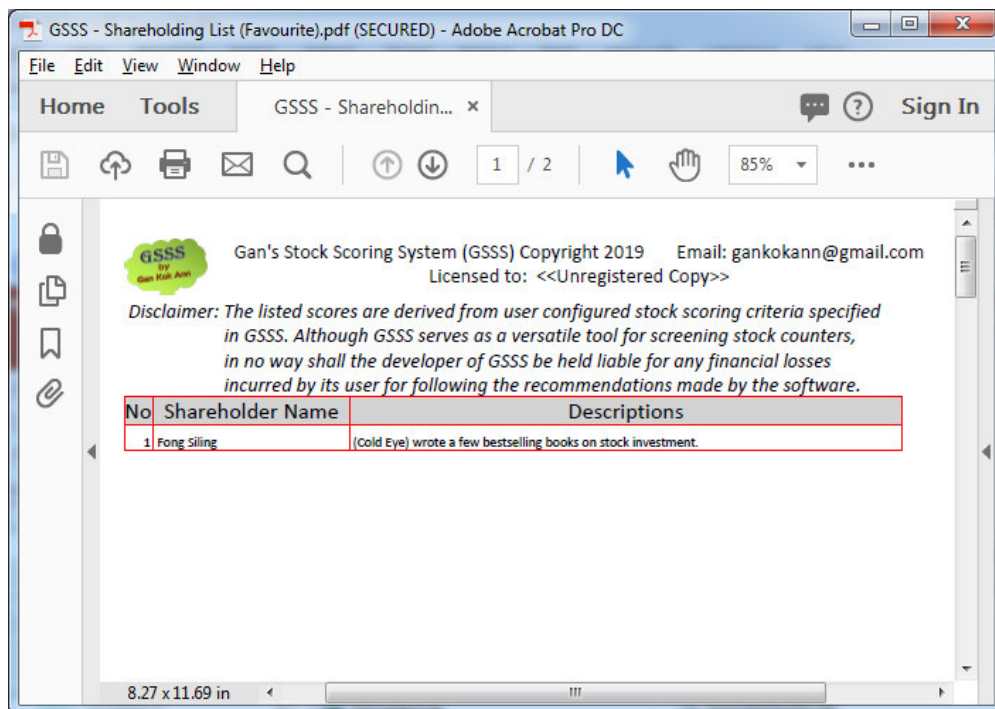 GSSS - Shareholding List (Favourite).pdf (SECURED) - Adobe Acrobat Pro DC
File Edit View Window Help
Home Tools GSSS - Shareholdin... × ? Sign In
1 / 2 85%
GSSS
by
Gan Kok Ann
Gan's Stock Scoring System (GSSS) Copyright 2019 Email: gankokann@gmail.com
Licensed to: <<Unregistered Copy>>
Disclaimer: The listed scores are derived from user configured stock scoring criteria specified
in GSSS. Although GSSS serves as a versatile tool for screening stock counters,
in no way shall the developer of GSSS be held liable for any financial losses
incurred by its user for following the recommendations made by the software.
No Shareholder Name Descriptions
1 Fong Siling (Cold Eye) wrote a few bestselling books on stock investment.
8.27 x 11.69 in